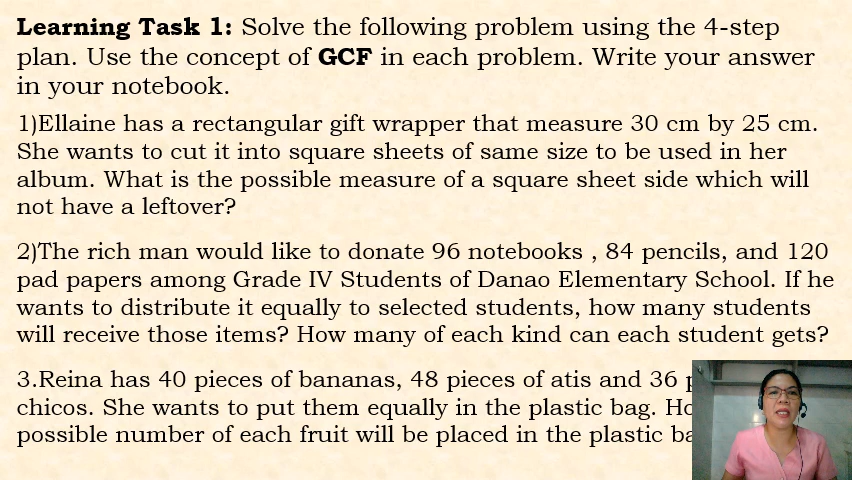 Learning Task 1: Solve the following problem using the 4-step
plan. Use the concept of GCF in each problem. Write your answer
in your notebook.
1)Ellaine has a rectangular gift wrapper that measure 30 cm by 25 cm.
She wants to cut it into square sheets of same size to be used in her
album. What is the possible measure of a square sheet side which will
not have a leftover?
2)The rich man would like to donate 96 notebooks , 84 pencils, and 120
pad papers among Grade IV Students of Danao Elementary School. If he
wants to distribute it equally to selected students, how many students
will receive those items? How many of each kind can each student gets?
3.Reina has 40 pieces of bananas, 48 pieces of atis and 36
chicos. She wants to put them equally in the plastic bag.
possible number of each fruit will be placed in the plastic